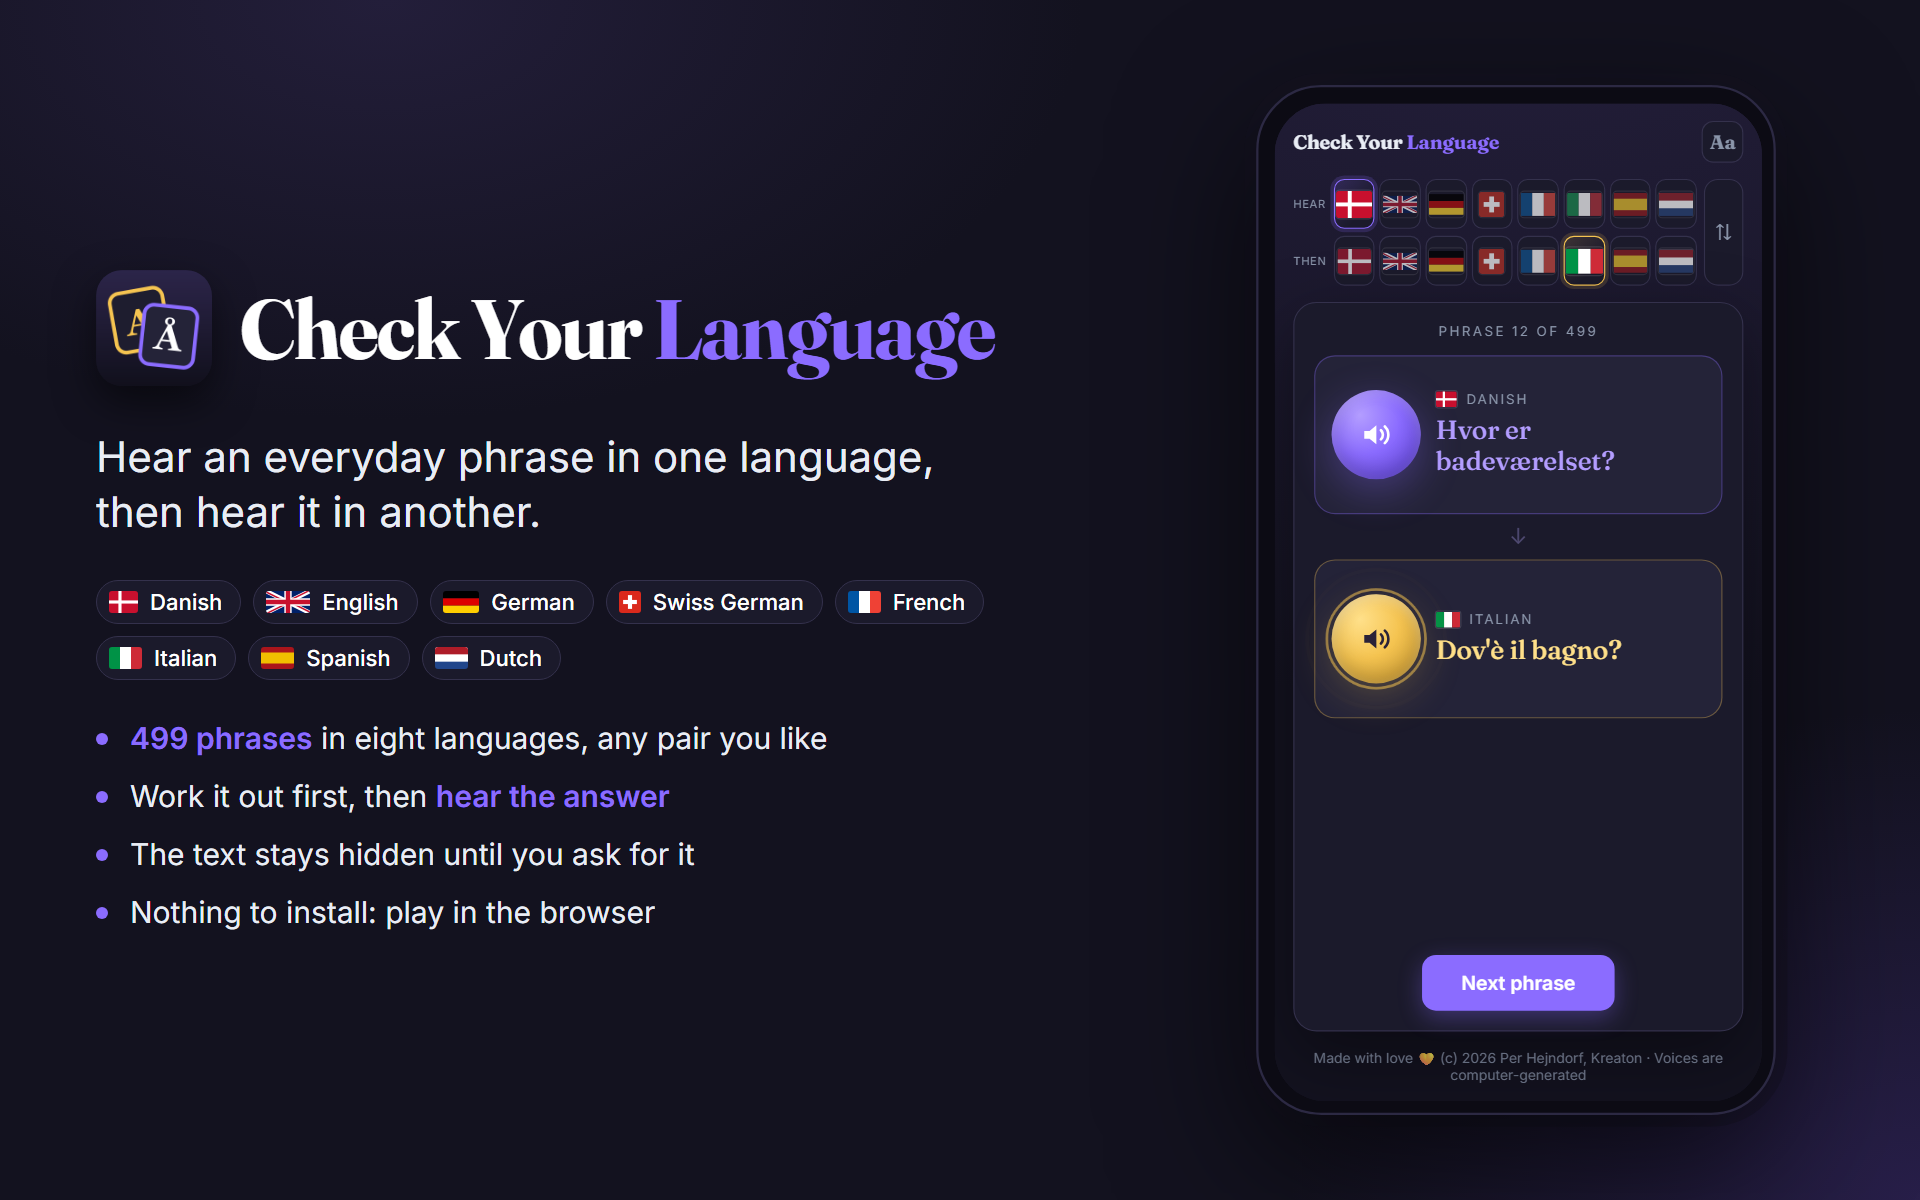 A
Å
Check Your Language
Hear an everyday phrase in one language,
then hear it in another.
Danish
English
German
Swiss German
French
Italian
Spanish
Dutch
499 phrases in eight languages, any pair you like
Work it out first, then hear the answer
The text stays hidden until you ask for it
Nothing to install: play in the browser
Check Your Language
Aa
HEAR
THEN
PHRASE 12 OF 499
DANISH
Hvor er
badeværelset?
ITALIAN
Dov'è il bagno?
Next phrase
Made with love (c) 2026 Per Hejndorf, Kreaton · Voices are
computer-generated